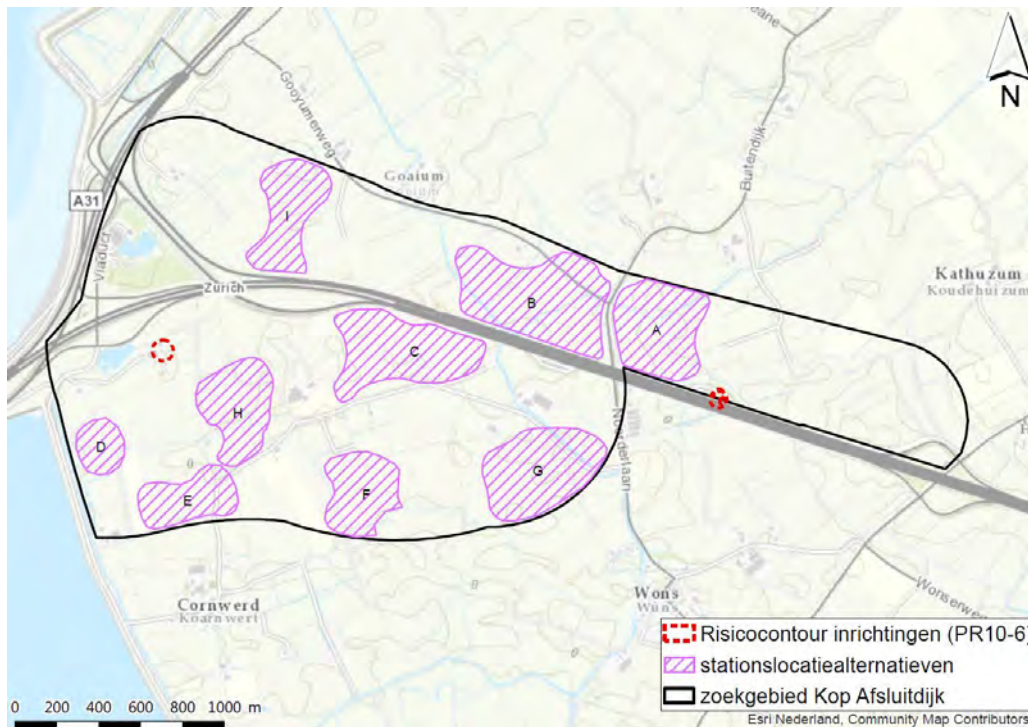 Gooyumerweg
Goaium
Buitendijk
A31
Viaduct
Zurich
Kathuzum
Koudehuizum
I
B
A
C
H
D
G
E
F
Noorderlaan
Cornwerd
Koarnwert
Wons
Wûns
Wonserweg
N
Risicocontour inrichtingen (PR10-6)
stationslocatiealternatieven
zoekgebied Kop Afsluitdijk
0 200 400 600 800 1000 m
Esri Nederland, Community Map Contributors